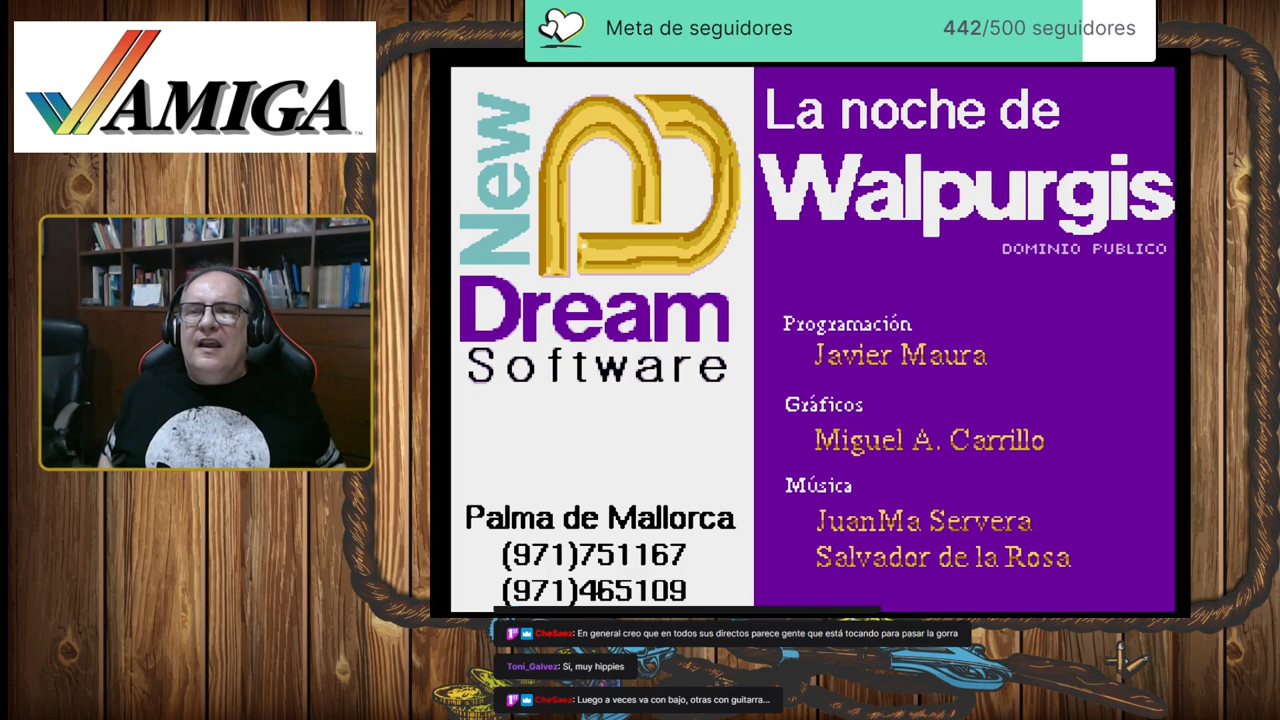 Meta de seguidores
442/500 seguidores
AMIGA
TM
New
Dream
Software
Palma de Mallorca
(971)751167
(971)465109
La noche de
Walpurgis
DOMINIO PUBLICO
Programación
Javier Maura
Gráficos
Miguel A. Carrillo
Música
JuanMa Servera
Salvador de la Rosa
CheSaez: En general creo que en todos sus directos parece gente que está tocando para pasar la gorra
Toni_Galvez: Si, muy hippies
CheSaez: Luego a veces va con bajo, otras con guitarra...